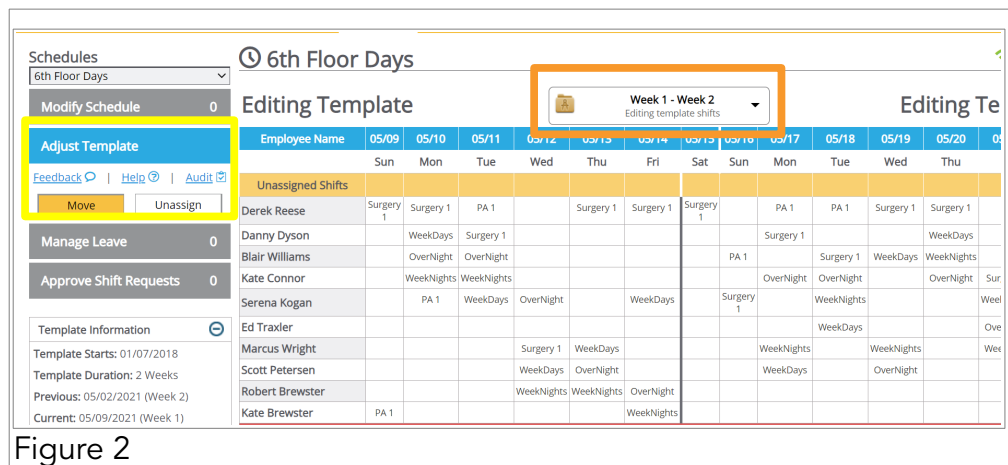 Schedules
6th Floor Days
Modify Schedule 0
Adjust Template
Feedback | Help | Audit
Move Unassign
Manage Leave 0
Approve Shift Requests 0
Template Information
Template Starts: 01/07/2018
Template Duration: 2 Weeks
Previous: 05/02/2021 (Week 2)
Current: 05/09/2021 (Week 1)
6th Floor Days
Editing Template
Week 1 - Week 2
Editing template shifts
Editing Te
Employee Name 05/09 05/10 05/11 05/12 05/13 05/14 05/15 05/16 05/17 05/18 05/19 05/20
Sun Mon Tue Wed Thu Fri Sat Sun Mon Tue Wed Thu
Unassigned Shifts
Derek Reese Surgery 1 Surgery 1 PA 1 Surgery 1 Surgery 1 Surgery 1 PA 1 PA 1 Surgery 1 Surgery 1
Danny Dyson WeekDays Surgery 1 Surgery 1 WeekDays
Blair Williams OverNight OverNight PA 1 Surgery 1 WeekDays WeekNights
Kate Connor WeekNights WeekNights OverNight OverNight OverNight Sur
Serena Kogan PA 1 WeekDays OverNight WeekDays Surgery 1 WeekNights Weel
Ed Traxler WeekDays Ove
Marcus Wright Surgery 1 WeekDays WeekNights WeekNights Wee
Scott Petersen WeekDays OverNight WeekDays OverNight
Robert Brewster WeekNights WeekNights OverNight
Kate Brewster PA 1 WeekNights
Figure 2